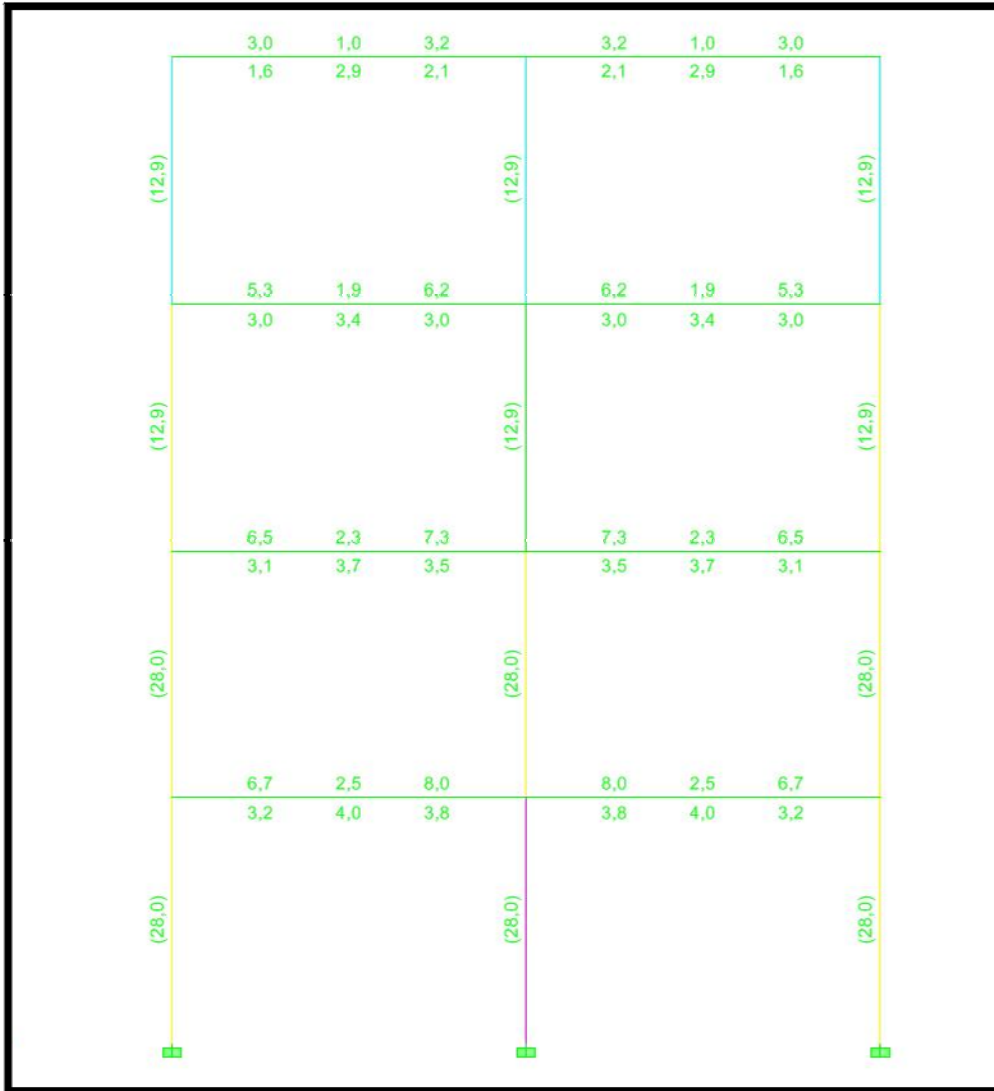 3,0 1,0 3,2 3,2 1,0 3,0
1,6 2,9 2,1 2,1 2,9 1,6
(12,9) (12,9) (12,9)
5,3 1,9 6,2 6,2 1,9 5,3
3,0 3,4 3,0 3,0 3,4 3,0
(12,9) (12,9) (12,9)
6,5 2,3 7,3 7,3 2,3 6,5
3,1 3,7 3,5 3,5 3,7 3,1
(28,0) (28,0) (28,0)
6,7 2,5 8,0 8,0 2,5 6,7
3,2 4,0 3,8 3,8 4,0 3,2
(28,0) (28,0) (28,0)